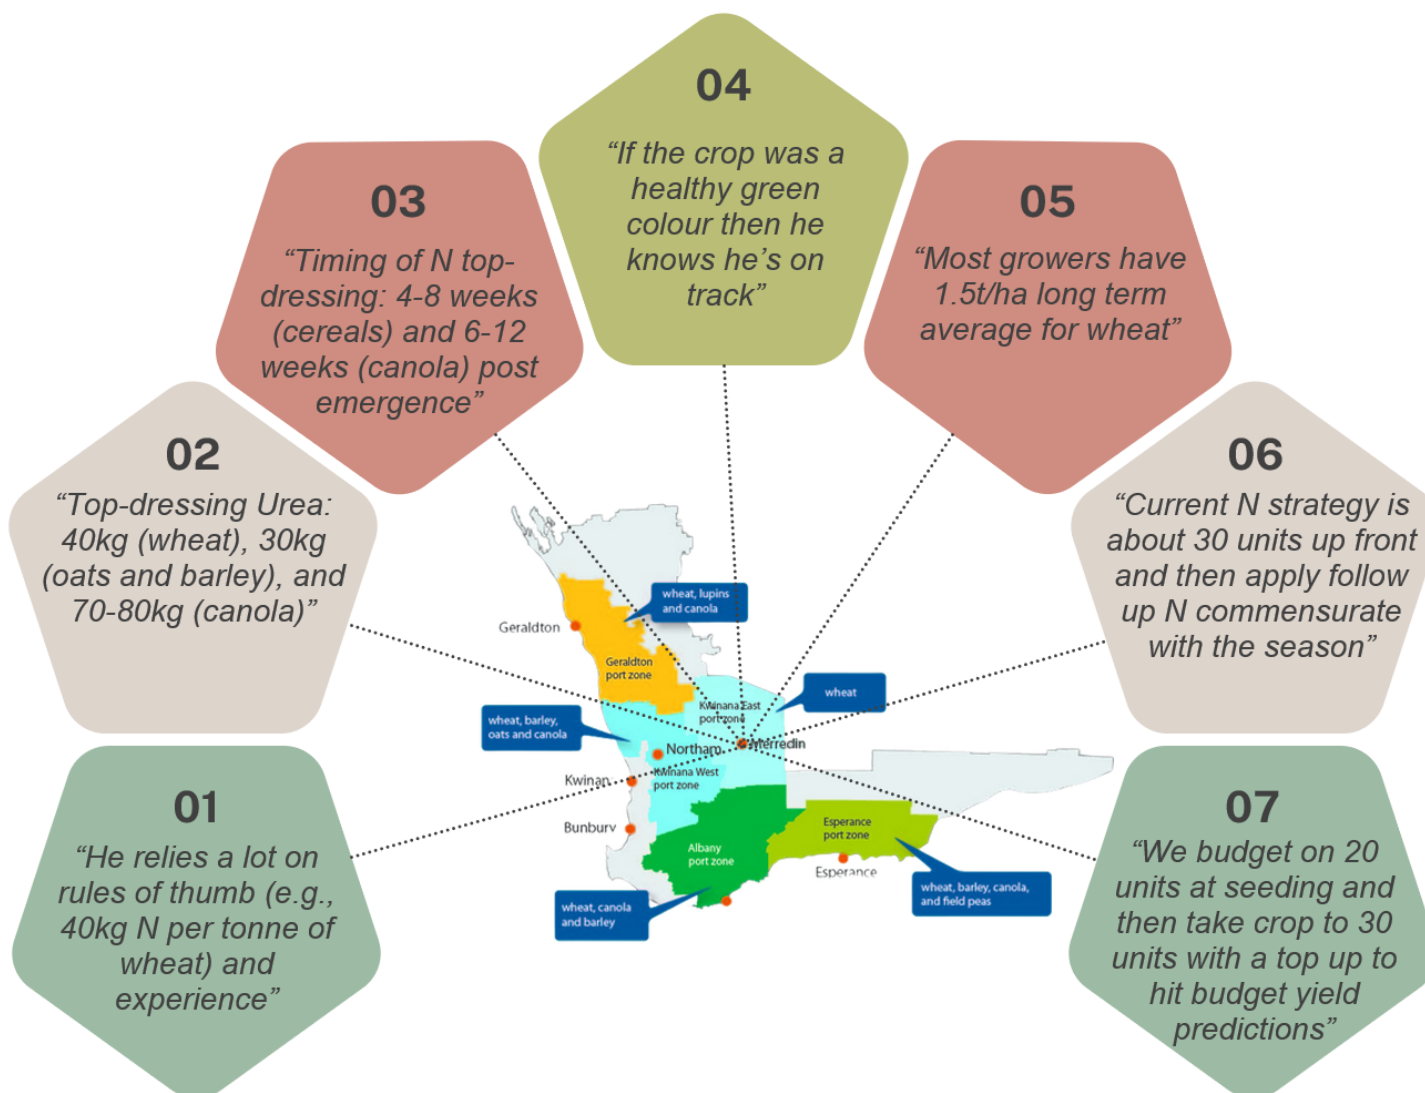 04
“If the crop was a
healthy green
colour then he
knows he’s on
track”
03
“Timing of N top-
dressing: 4-8 weeks
(cereals) and 6-12
weeks (canola) post
emergence”
05
“Most growers have
1.5t/ha long term
average for wheat”
02
“Top-dressing Urea:
40kg (wheat), 30kg
(oats and barley), and
70-80kg (canola)”
06
“Current N strategy is
about 30 units up front
and then apply follow
up N commensurate
with the season”
01
“He relies a lot on
rules of thumb (e.g.,
40kg N per tonne of
wheat) and
experience”
07
“We budget on 20
units at seeding and
then take crop to 30
units with a top up to
hit budget yield
predictions”
wheat, lupins
and canola
Geraldton
Geraldton
port zone
wheat
Kwinana East
port zone
wheat, barley,
oats and canola
Northam
Merredin
Kwinan
Kwinana West
port zone
Bunbury
Albany
port zone
Esperance
port zone
Esperance
wheat, canola
and barley
wheat, barley, canola,
and field peas